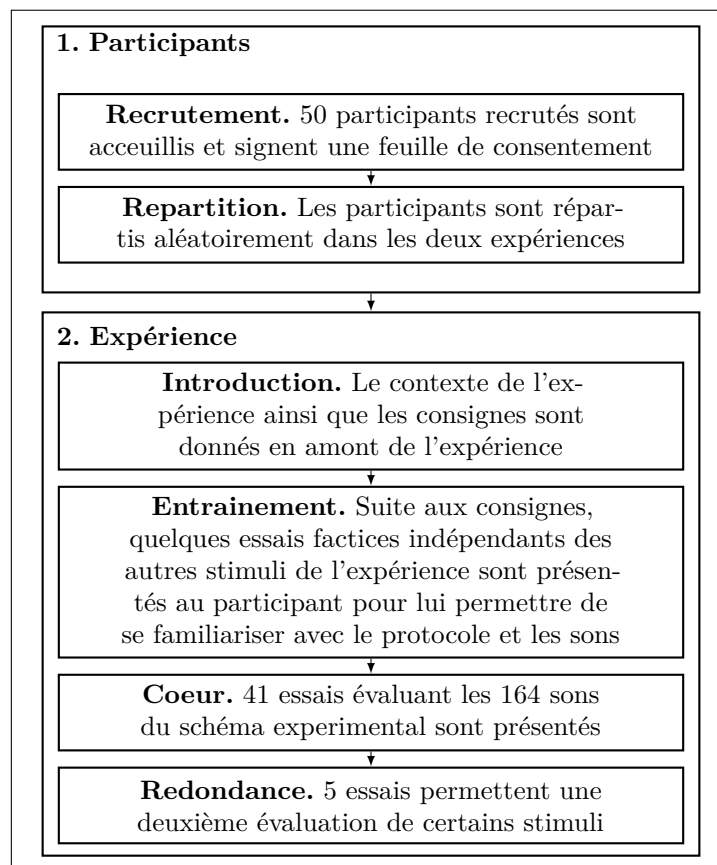 1. Participants
Recrutement. 50 participants recrutés sont
acceuillis et signent une feuille de consentement
Repartition. Les participants sont répar-
tis aléatoirement dans les deux expériences
2. Expérience
Introduction. Le contexte de l'ex-
périence ainsi que les consignes sont
donnés en amont de l'expérience
Entrainement. Suite aux consignes,
quelques essais factices indépendants des
autres stimuli de l'expérience sont présen-
tés au participant pour lui permettre de
se familiariser avec le protocole et les sons
Coeur. 41 essais évaluant les 164 sons
du schéma experimental sont présentés
Redondance. 5 essais permettent une
deuxième évaluation de certains stimuli